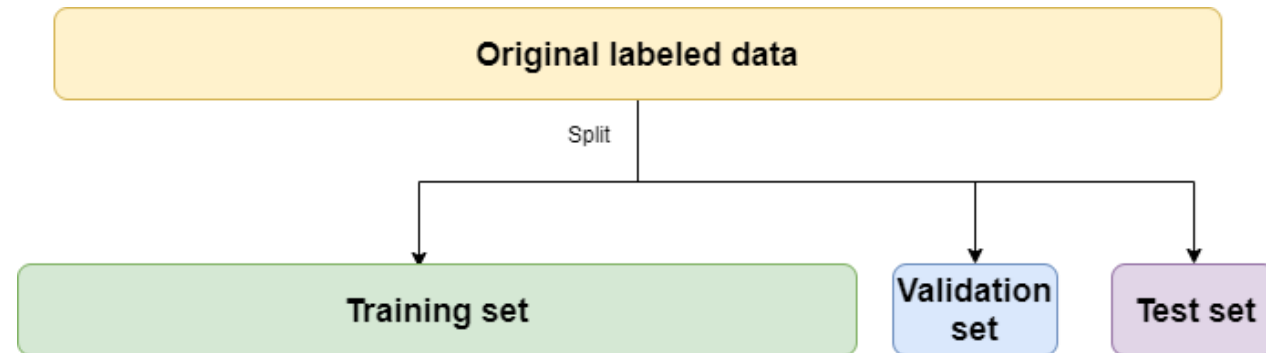 Original labeled data
Split
Training set
Validation
set
Test set